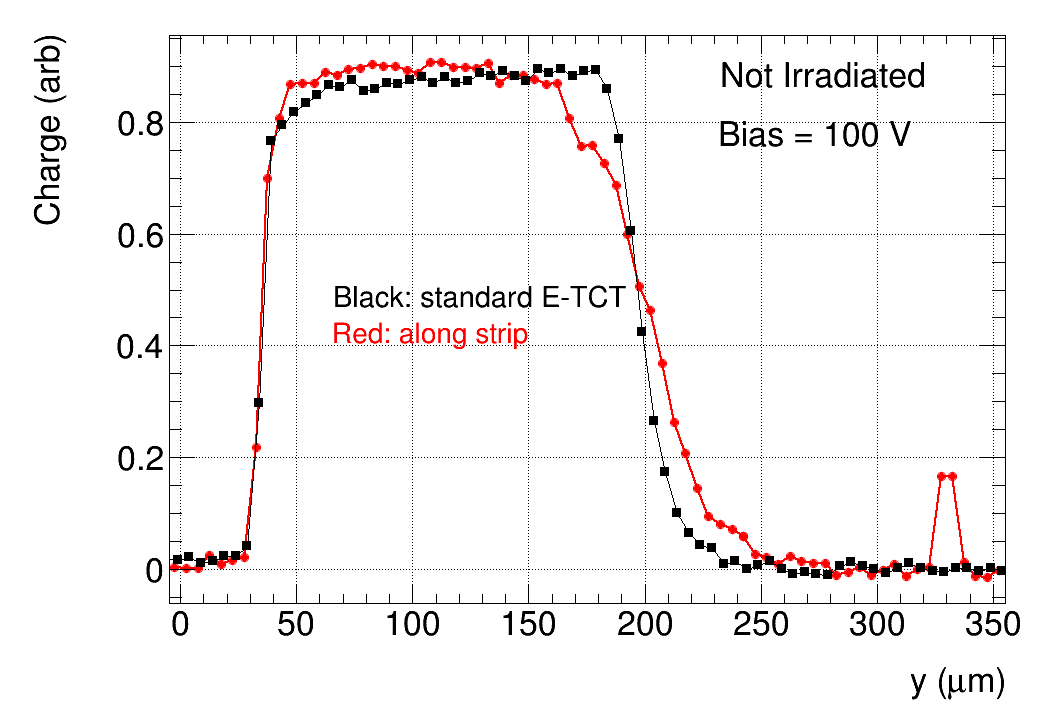 Charge (arb)
Not Irradiated
Bias = 100 V
Black: standard E-TCT
Red: along strip
0.8
0.6
0.4
0.2
0
0 50 100 150 200 250 300 350
y (μm)